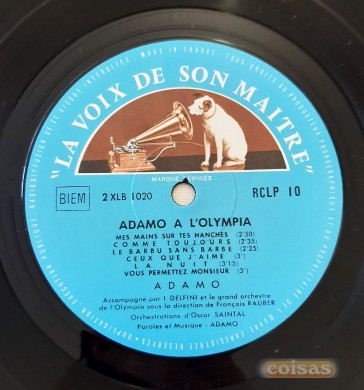 MADE IN FRANCE
"LA VOIX DE SON MAITRE"
MARQUE DÉPOSÉE
BIEM
2 XLB 1020
RCLP 10
ADAMO A L'OLYMPIA
MES MAINS SUR TES HANCHES (2'50)
COMME TOUJOURS (2'35)
LE BARBU SANS BARBE (2'25)
CEUX QUE J'AIME (3')
LA NUIT (3'15)
VOUS PERMETTEZ MONSIEUR (3')
ADAMO
Accompagné par I DELFINI et le grand orchestre
de l'Olympia sous la direction de François RAUBER
Orchestrations d'Oscar SAINTAL
Paroles et Musique : ADAMO
coisas